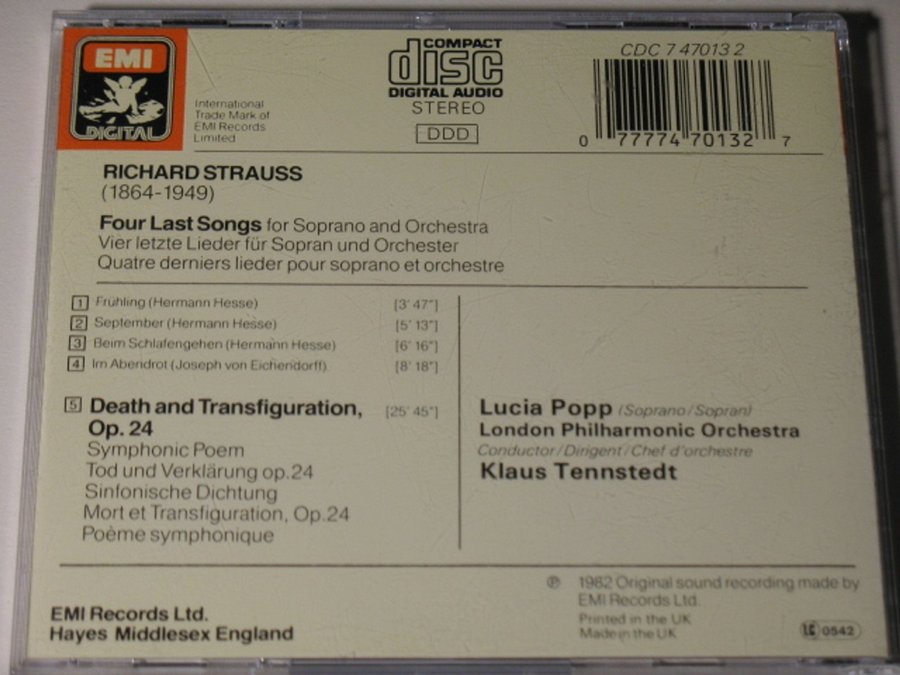 EMI
DIGITAL
International
Trade Mark of
EMI Records
Limited
COMPACT
disc
DIGITAL AUDIO
STEREO
DDD
CDC 7 47013 2
0 77774 70132 7
RICHARD STRAUSS
(1864-1949)
Four Last Songs for Soprano and Orchestra
Vier letzte Lieder für Sopran und Orchester
Quatre derniers lieder pour soprano et orchestre
1 Frühling (Hermann Hesse) [3' 47"]
2 September (Hermann Hesse) [5' 13"]
3 Beim Schlafengehen (Hermann Hesse) [6' 16"]
4 Im Abendrot (Joseph von Eichendorff) [8' 18"]
5 Death and Transfiguration, [25' 45"]
Op. 24
Symphonic Poem
Tod und Verklärung op.24
Sinfonische Dichtung
Mort et Transfiguration, Op.24
Poème symphonique
Lucia Popp (Soprano/Sopran)
London Philharmonic Orchestra
Conductor/Dirigent/Chef d'orchestre
Klaus Tennstedt
℗ 1982 Original sound recording made by
EMI Records Ltd.
Printed in the UK
Made in the UK
EMI Records Ltd.
Hayes Middlesex England
LC 0542